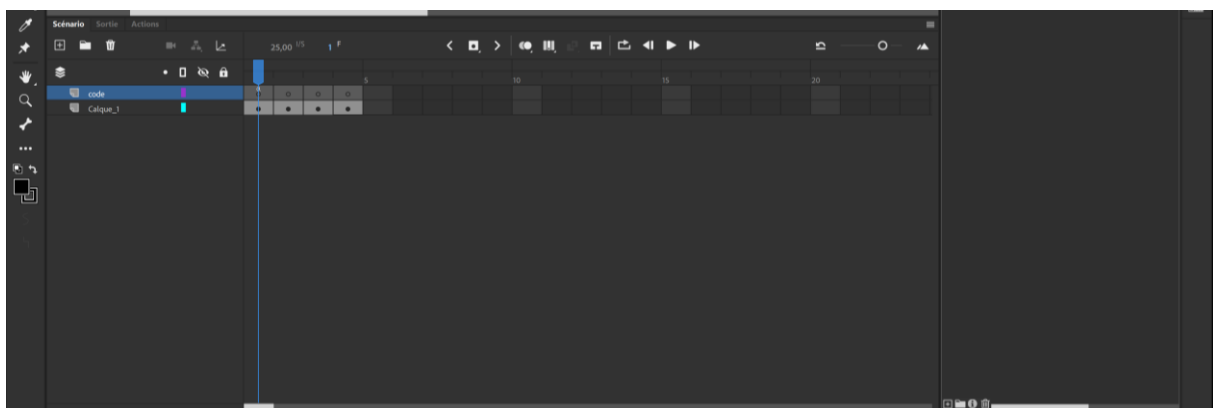 Scénario Sortie Actions
25,00 I/S 1 F
5 10 15 20
code
Calque_1